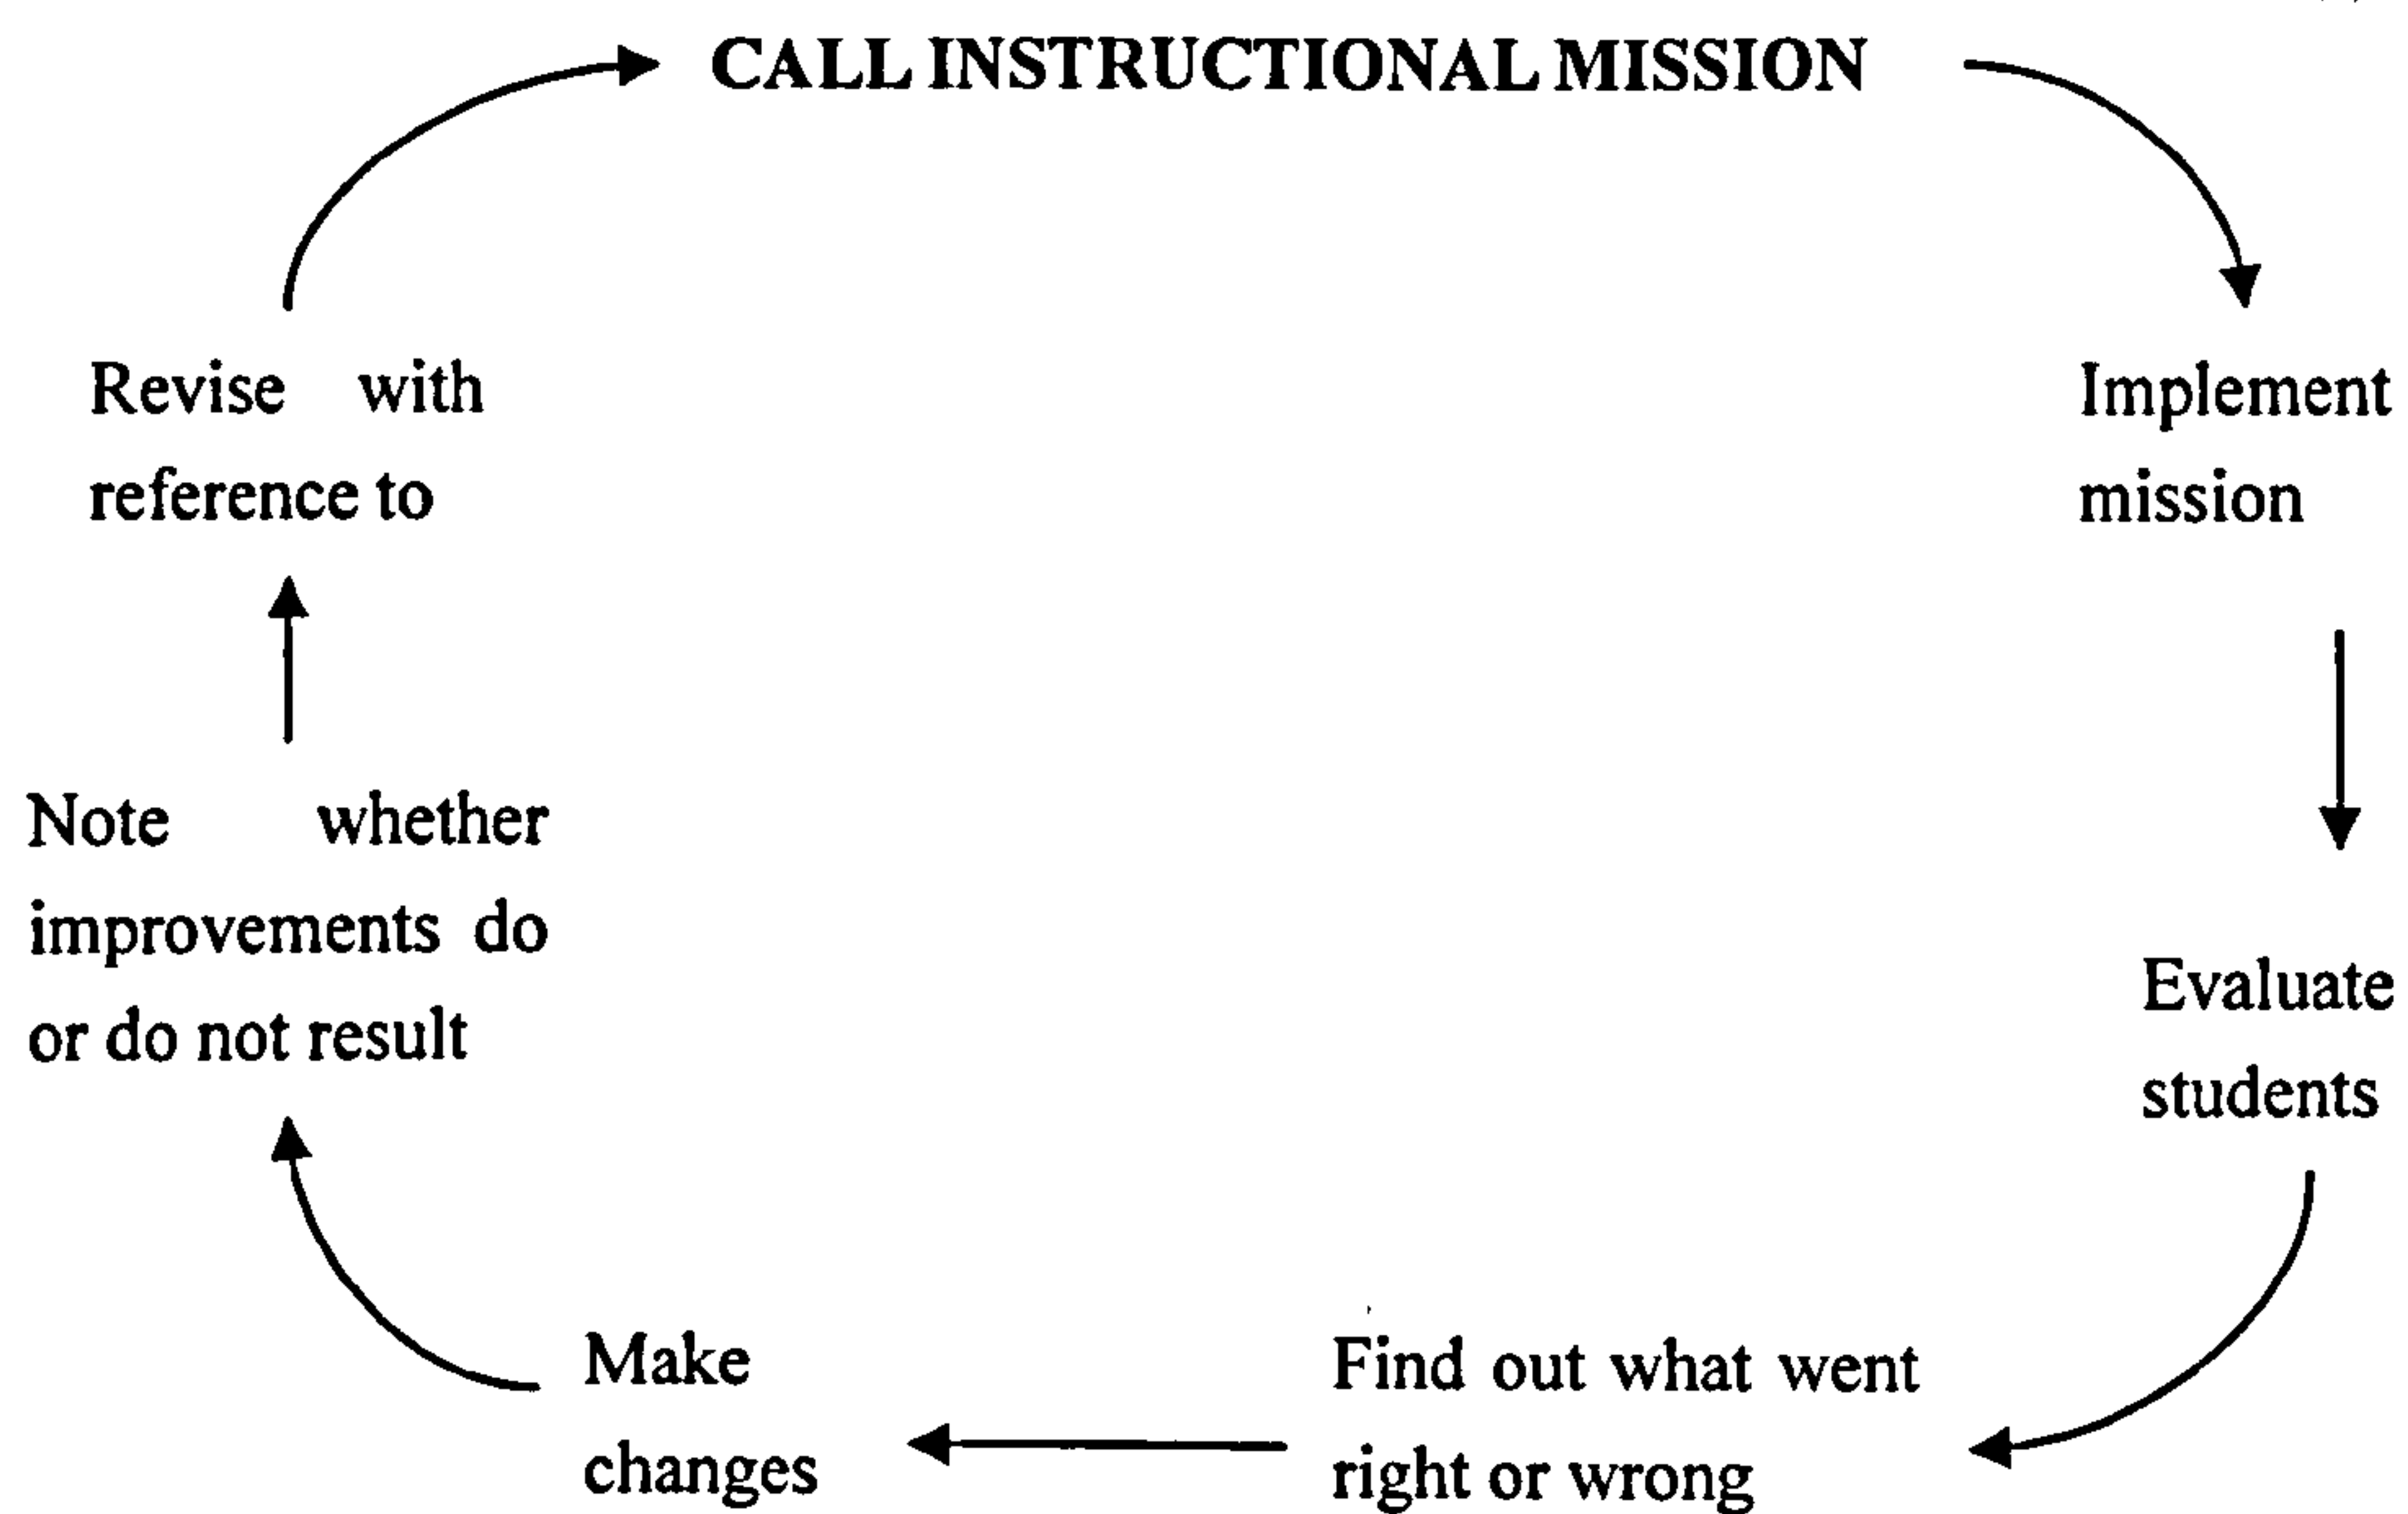 CALL INSTRUCTIONAL MISSION
Implement
mission
Evaluate
students
Find out what went
right or wrong
Make
changes
Note whether
improvements do
or do not result
Revise with
reference to